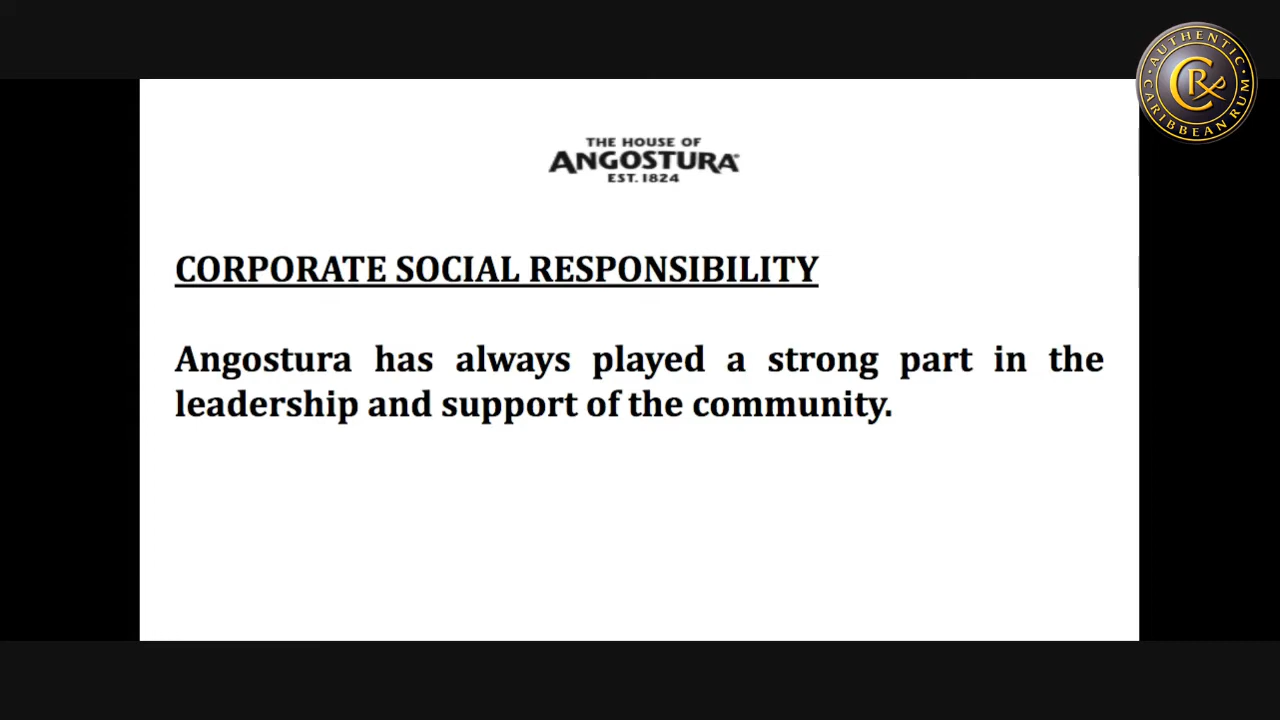 AUTHENTIC
CARIBBEAN RUM
CR
THE HOUSE OF
ANGOSTURA®
EST. 1824
CORPORATE SOCIAL RESPONSIBILITY
Angostura has always played a strong part in the
leadership and support of the community.